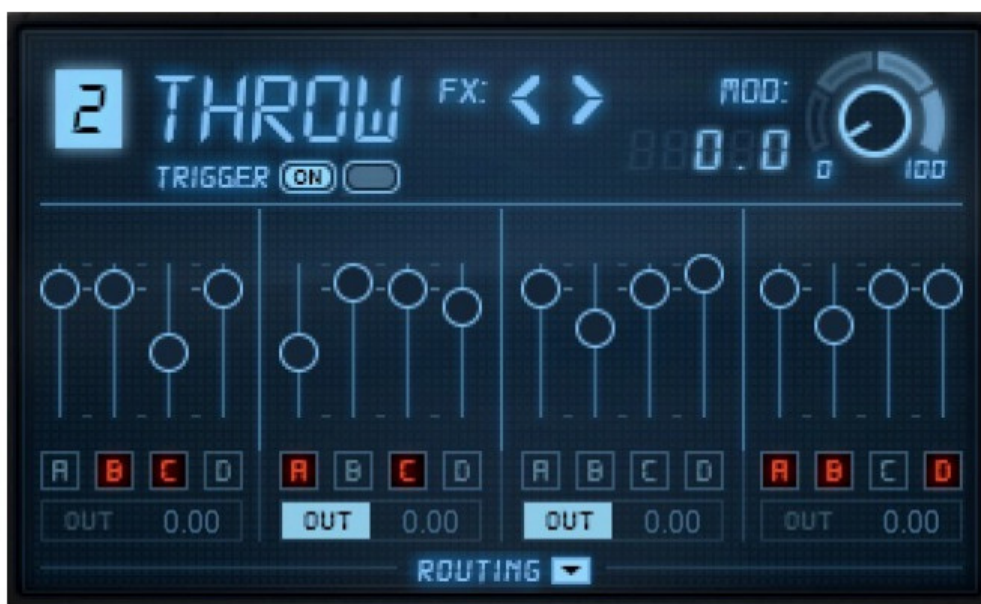 2 THROW FX: < > MOD:
0.0
0 100
TRIGGER ON
A B C D A B C D A B C D A B C D
OUT 0.00 OUT 0.00 OUT 0.00 OUT 0.00
ROUTING